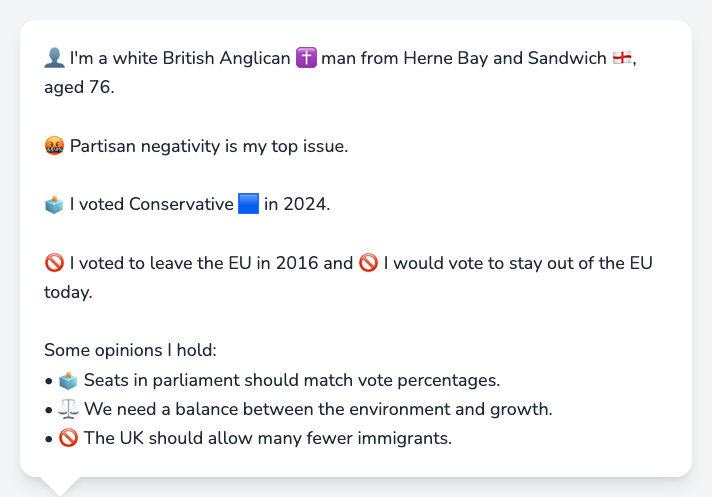 👤 I'm a white British Anglican ✝️ man from Herne Bay and Sandwich 🏴󠁧󠁢󠁥󠁮󠁧󠁿,
aged 76.
🤬 Partisan negativity is my top issue.
🗳️ I voted Conservative 🟦 in 2024.
🚫 I voted to leave the EU in 2016 and 🚫 I would vote to stay out of the EU
today.
Some opinions I hold:
• 🗳️ Seats in parliament should match vote percentages.
• ⚖️ We need a balance between the environment and growth.
• 🚫 The UK should allow many fewer immigrants.